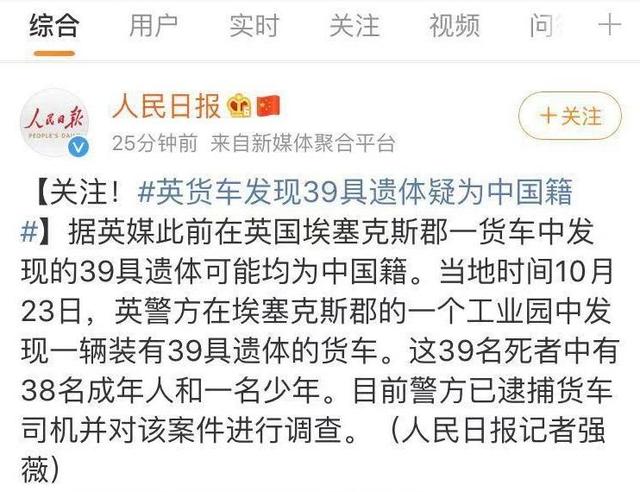 综合 用户 实时 关注 视频 问
人民日报
人民日报
PEOPLE'S DAILY
25分钟前 来自新媒体聚合平台
+关注
【关注！#英货车发现39具遗体疑为中国籍
#】据英媒此前在英国埃塞克斯郡一货车中发
现的39具遗体可能均为中国籍。当地时间10月
23日，英警方在埃塞克斯郡的一个工业园中发
现一辆装有39具遗体的货车。这39名死者中有
38名成年人和一名少年。目前警方已逮捕货车
司机并对该案件进行调查。（人民日报记者强
薇）